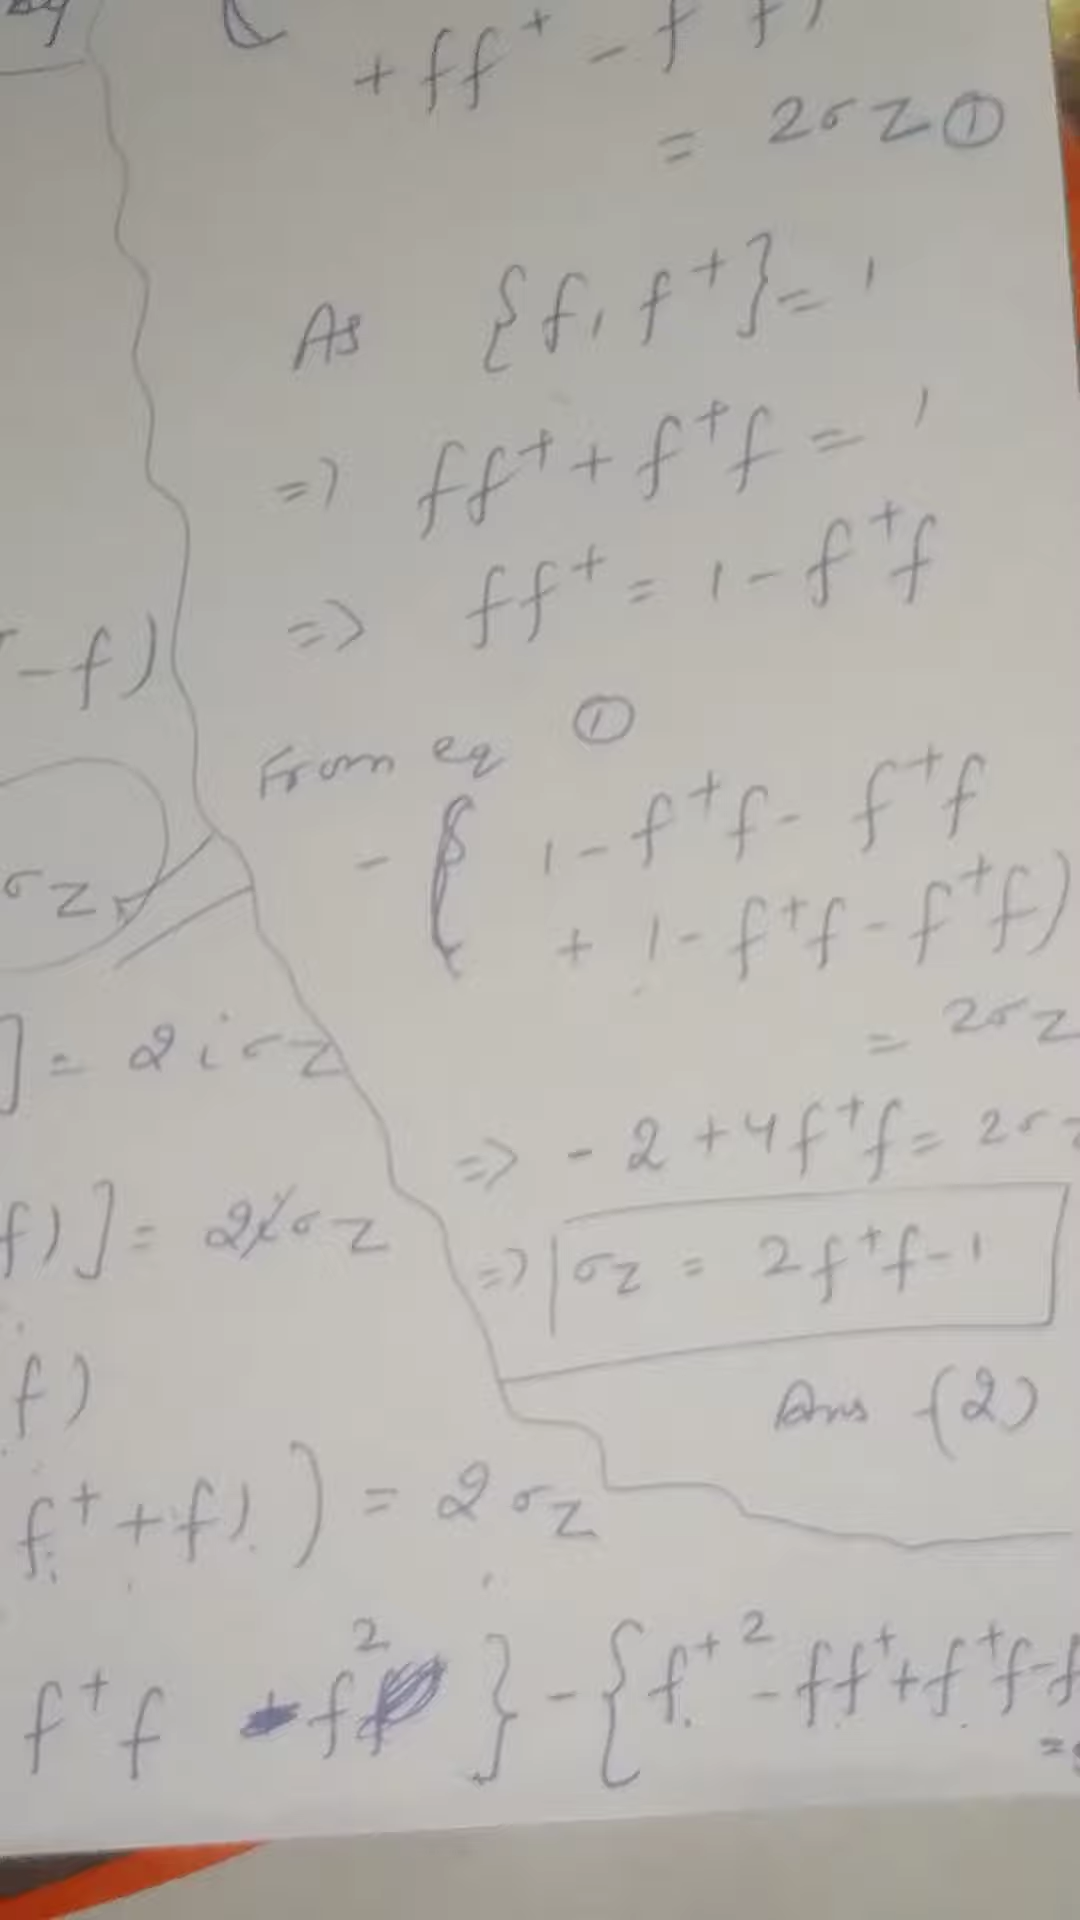 + ff⁺ - f f)
= 2σz ①
As {f, f⁺} = 1
=> ff⁺ + f⁺f = 1
=> ff⁺ = 1 - f⁺f
-f)
From eq ①
- ( 1 - f⁺f - f⁺f
σz
+ 1 - f⁺f - f⁺f)
= 2σz
] = 2iσz
=> -2 + 4f⁺f = 2σz
f)] = 2iσz
=> σz = 2f⁺f - 1
f)
Ans (2)
f⁺ + f) ) = 2σz
f⁺f - f² } - { f⁺² - ff⁺ + f⁺f - f